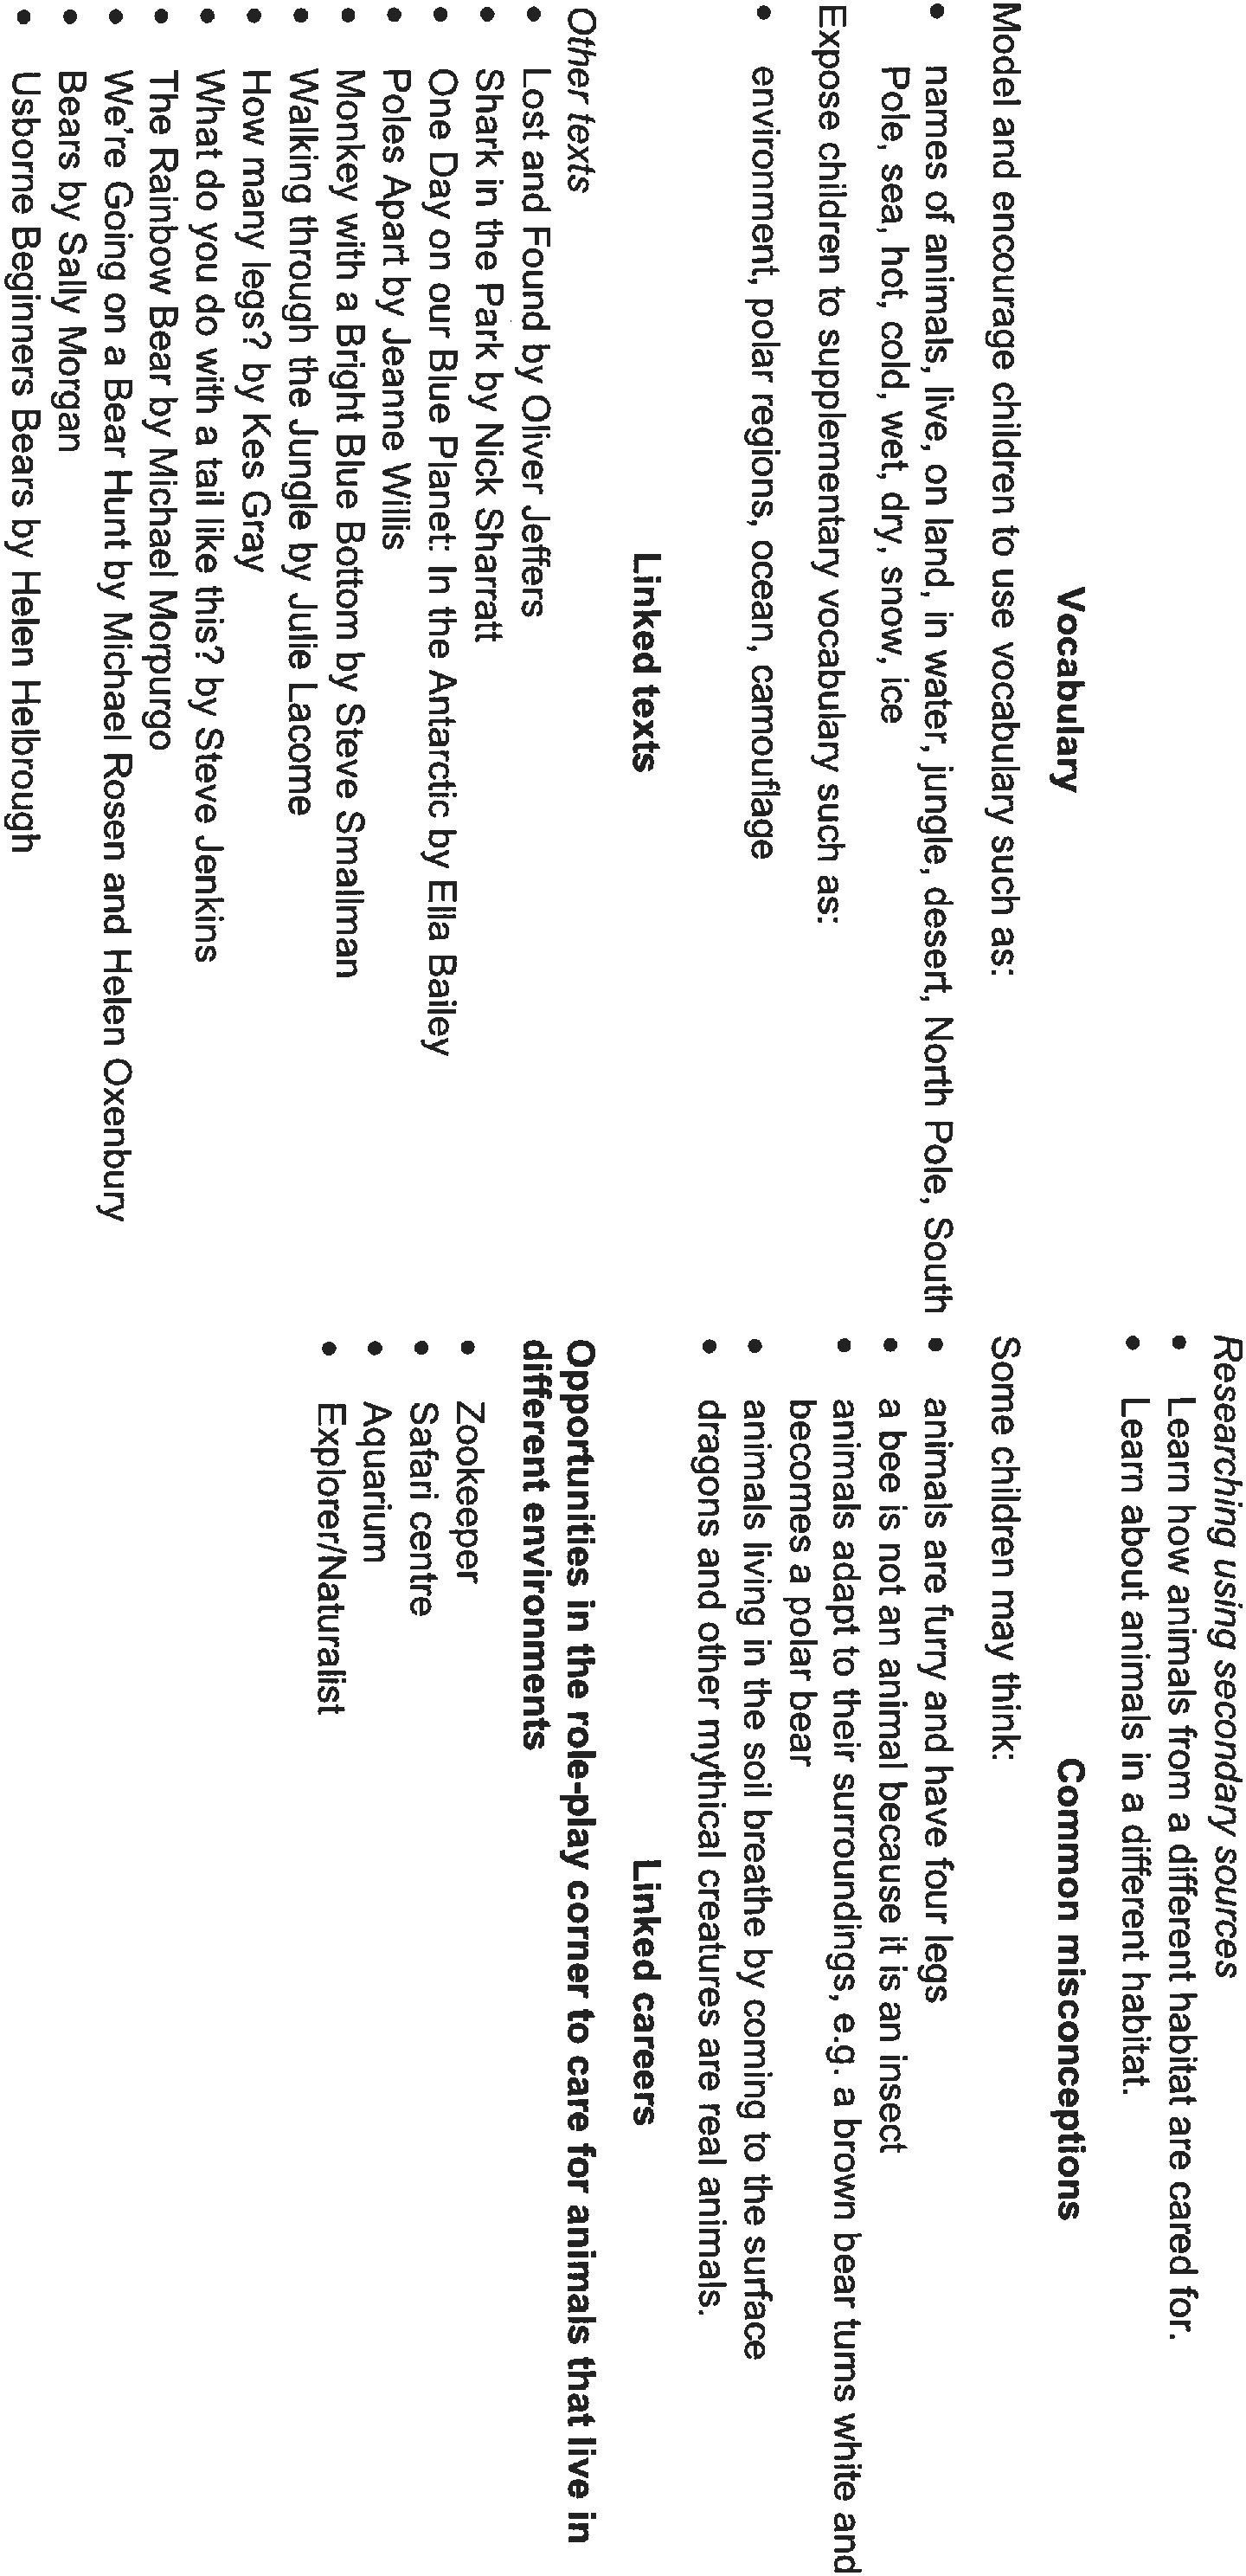 Researching using secondary sources
• Learn how animals from a different habitat are cared for.
• Learn about animals in a different habitat.
Vocabulary
Model and encourage children to use vocabulary such as:
• names of animals, live, on land, in water, jungle, desert, North Pole, South
Pole, sea, hot, cold, wet, dry, snow, ice
Expose children to supplementary vocabulary such as:
• environment, polar regions, ocean, camouflage
Common misconceptions
Some children may think:
• animals are furry and have four legs
• a bee is not an animal because it is an insect
• animals adapt to their surroundings, e.g. a brown bear turns white and
becomes a polar bear
• animals living in the soil breathe by coming to the surface
• dragons and other mythical creatures are real animals.
Linked texts
Other texts
• Lost and Found by Oliver Jeffers
• Shark in the Park by Nick Sharratt
• One Day on our Blue Planet: In the Antarctic by Ella Bailey
• Poles Apart by Jeanne Willis
• Monkey with a Bright Blue Bottom by Steve Smallman
• Walking through the Jungle by Julie Lacome
• How many legs? by Kes Gray
• What do you do with a tail like this? by Steve Jenkins
• The Rainbow Bear by Michael Morpurgo
• We're Going on a Bear Hunt by Michael Rosen and Helen Oxenbury
• Bears by Sally Morgan
• Usborne Beginners Bears by Helen Helbrough
Linked careers
Opportunities in the role-play corner to care for animals that live in
different environments
• Zookeeper
• Safari centre
• Aquarium
• Explorer/Naturalist